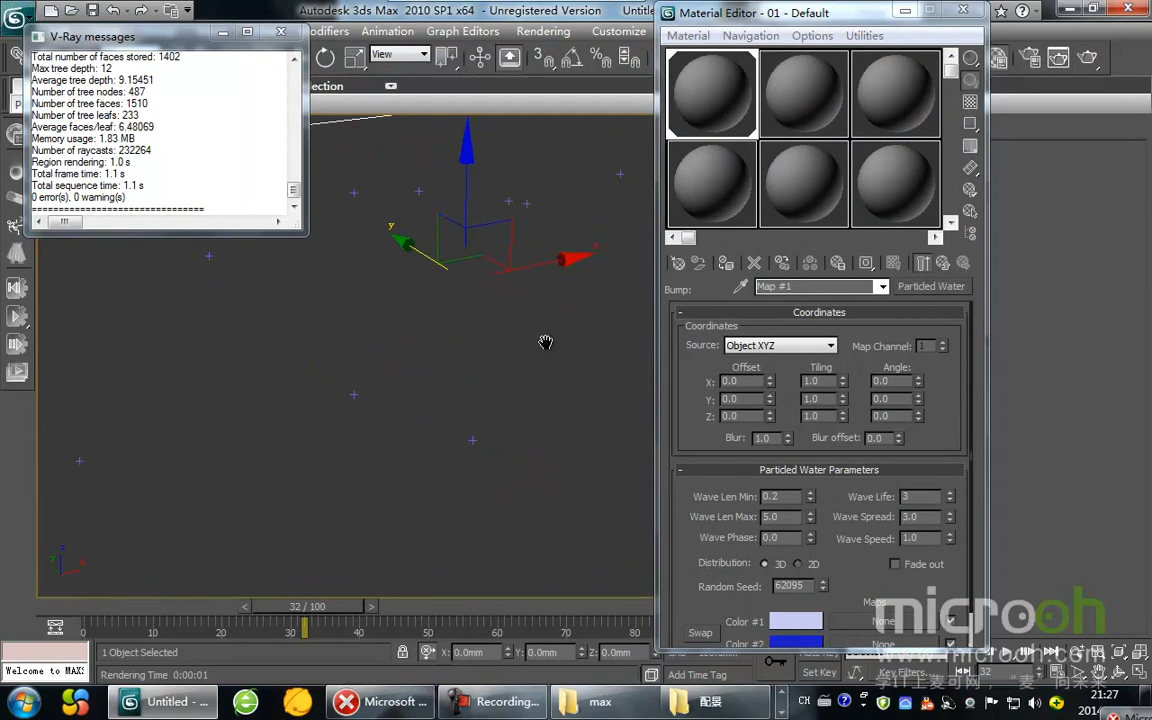 Autodesk 3ds Max 2010 SP1 x64 - Unregistered Version
Material Editor - 01 - Default
V-Ray messages
Animation
Graph Editors
Rendering
Customize
Material
Navigation
Options
Utilities
View
Total number of faces stored: 1402
Max tree depth: 12
Average tree depth: 9.15451
Number of tree nodes: 487
Number of tree faces: 1510
Number of tree leafs: 233
Average faces/leaf: 6.48069
Memory usage: 1.83 MB
Number of raycasts: 232264
Region rendering: 1.0 s
Total frame time: 1.1 s
Total sequence time: 1.1 s
0 error(s), 0 warning(s)
==============================
y
x
z
Bump:
Map #1
Particled Water
Coordinates
Coordinates
Source: Object XYZ
Map Channel: 1
Offset Tiling Angle:
X: 0.0 1.0 0.0
Y: 0.0 1.0 0.0
Z: 0.0 1.0 0.0
Blur: 1.0 Blur offset: 0.0
Particled Water Parameters
Wave Len Min: 0.2 Wave Life: 3
Wave Len Max: 5.0 Wave Spread: 3.0
Wave Phase: 0.0 Wave Speed: 1.0
Distribution: 3D 2D Fade out
Random Seed: 62095
Maps
Color #1 None
Swap
Color #2 None
microoh
www.microoh.com
32 / 100
0 10 20 30 40 50 60 70 80
1 Object Selected
X: 0.0mm Y: 0.0mm Z: 0.0mm
Welcome to MAX!
Rendering Time 0:00:01
Add Time Tag
Set Key
Key Filters...
32
Untitled - ...
Microsoft ...
Recording...
max
配景
CH
21:27